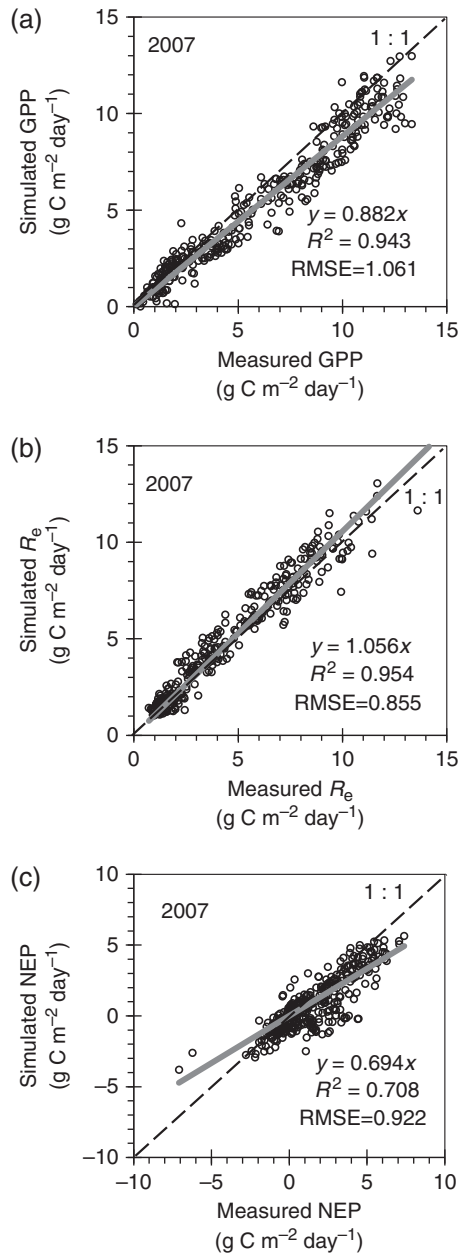 (a)
15
2007
1 : 1
10
5
0
Simulated GPP
(g C m⁻² day⁻¹)
y = 0.882x
R² = 0.943
RMSE=1.061
0 5 10 15
Measured GPP
(g C m⁻² day⁻¹)
(b)
15
2007
1 : 1
10
5
0
Simulated Rₑ
(g C m⁻² day⁻¹)
y = 1.056x
R² = 0.954
RMSE=0.855
0 5 10 15
Measured Rₑ
(g C m⁻² day⁻¹)
(c)
10
2007
1 : 1
5
0
−5
−10
Simulated NEP
(g C m⁻² day⁻¹)
y = 0.694x
R² = 0.708
RMSE=0.922
−10 −5 0 5 10
Measured NEP
(g C m⁻² day⁻¹)